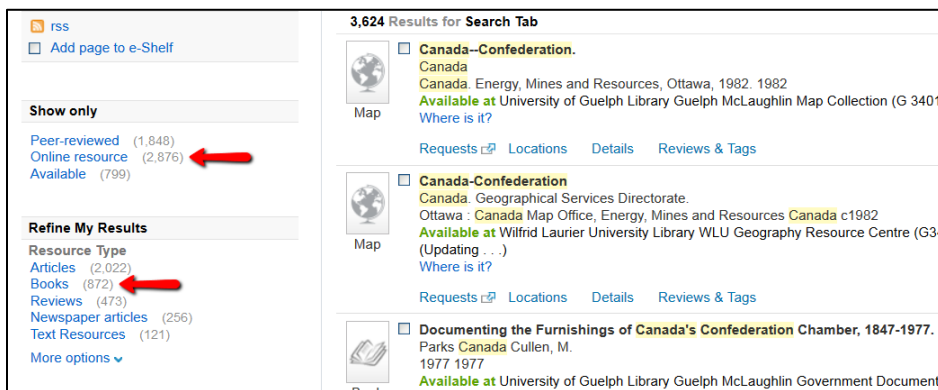 rss
Add page to e-Shelf
Show only
Peer-reviewed (1,848)
Online resource (2,876)
Available (799)
Refine My Results
Resource Type
Articles (2,022)
Books (872)
Reviews (473)
Newspaper articles (256)
Text Resources (121)
More options
3,624 Results for Search Tab
Map
Canada--Confederation.
Canada
Canada. Energy, Mines and Resources, Ottawa, 1982. 1982
Available at University of Guelph Library Guelph McLaughlin Map Collection (G 3401
Where is it?
Requests Locations Details Reviews & Tags
Map
Canada-Confederation
Canada. Geographical Services Directorate.
Ottawa : Canada Map Office, Energy, Mines and Resources Canada c1982
Available at Wilfrid Laurier University Library WLU Geography Resource Centre (G34
(Updating . . .)
Where is it?
Requests Locations Details Reviews & Tags
Documenting the Furnishings of Canada's Confederation Chamber, 1847-1977.
Parks Canada Cullen, M.
1977 1977
Available at University of Guelph Library Guelph McLaughlin Government Document